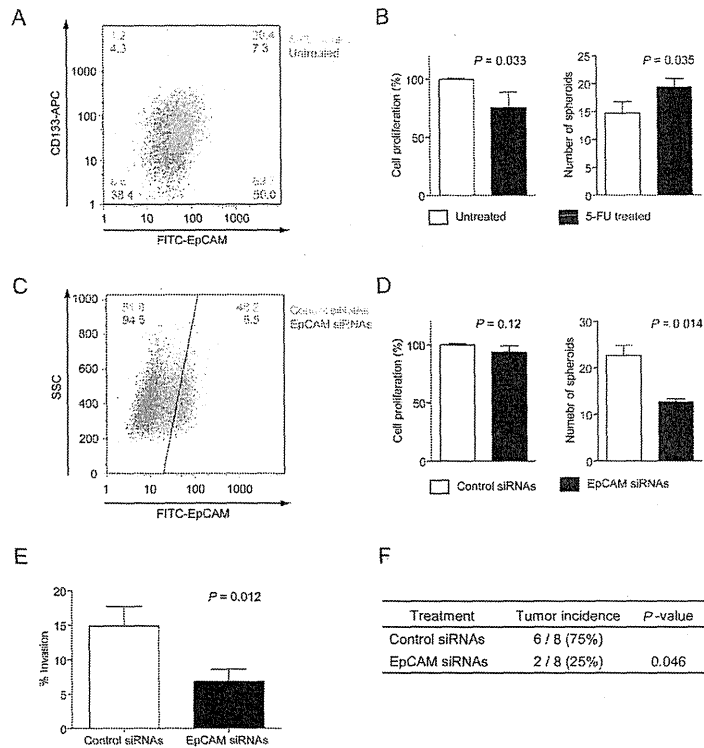 A
4.3
7.3
Untreated
CD133-APC
1000
100
10
1
38.4
50.0
1 10 100 1000
FITC-EpCAM
B
P = 0.033
Cell proliferation (%)
100
50
0
P = 0.035
Number of spheroids
25
20
15
10
5
0
Untreated
5-FU treated
C
94.5
5.5
Control siRNAs
EpCAM siRNAs
SSC
1000
800
600
400
200
0
1 10 100 1000
FITC-EpCAM
D
P = 0.12
Cell proliferation (%)
100
50
0
P = 0.014
Numebr of spheroids
30
20
10
0
Control siRNAs
EpCAM siRNAs
E
P = 0.012
% Invasion
20
15
10
5
0
Control siRNAs
EpCAM siRNAs
F
Treatment Tumor incidence P-value
Control siRNAs 6 / 8 (75%)
EpCAM siRNAs 2 / 8 (25%) 0.046